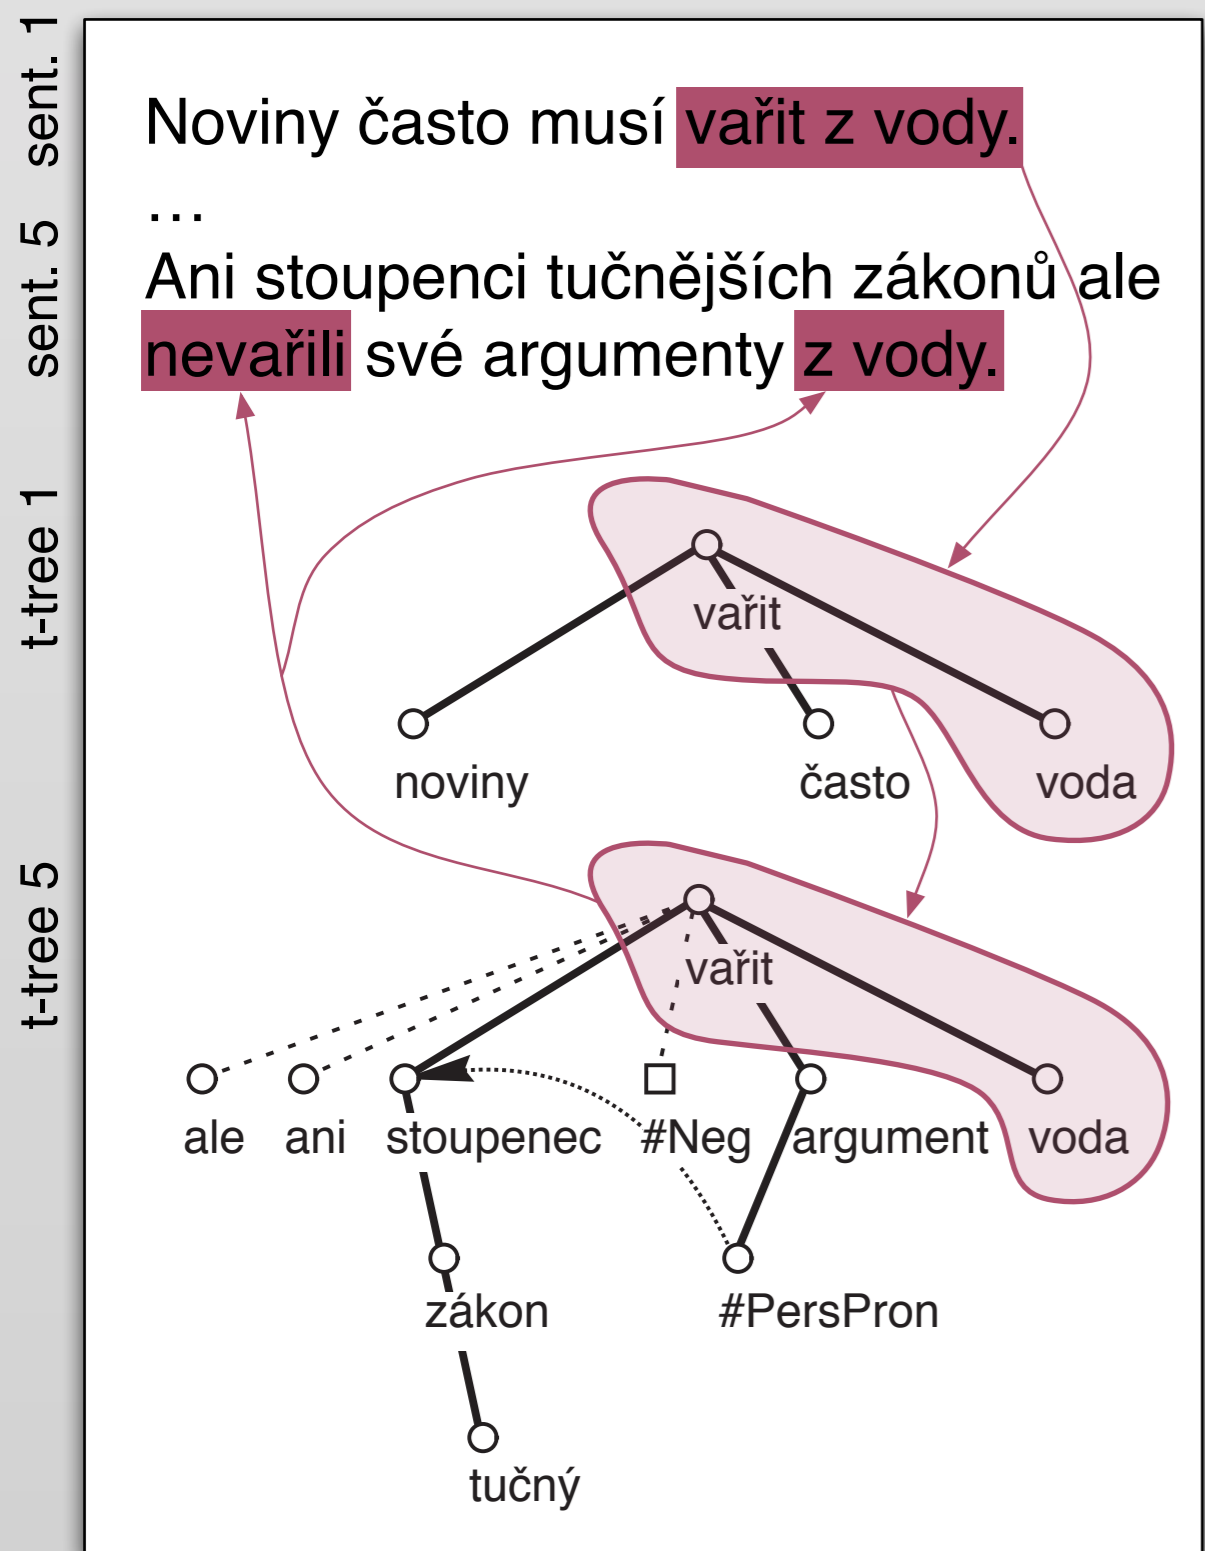 sent. 1
Noviny často musí vařit z vody.
…
sent. 5
Ani stoupenci tučnějších zákonů ale
nevařili své argumenty z vody.
t-tree 1
vařit
noviny často voda
t-tree 5
vařit
ale ani stoupenec #Neg argument voda
zákon #PersPron
tučný